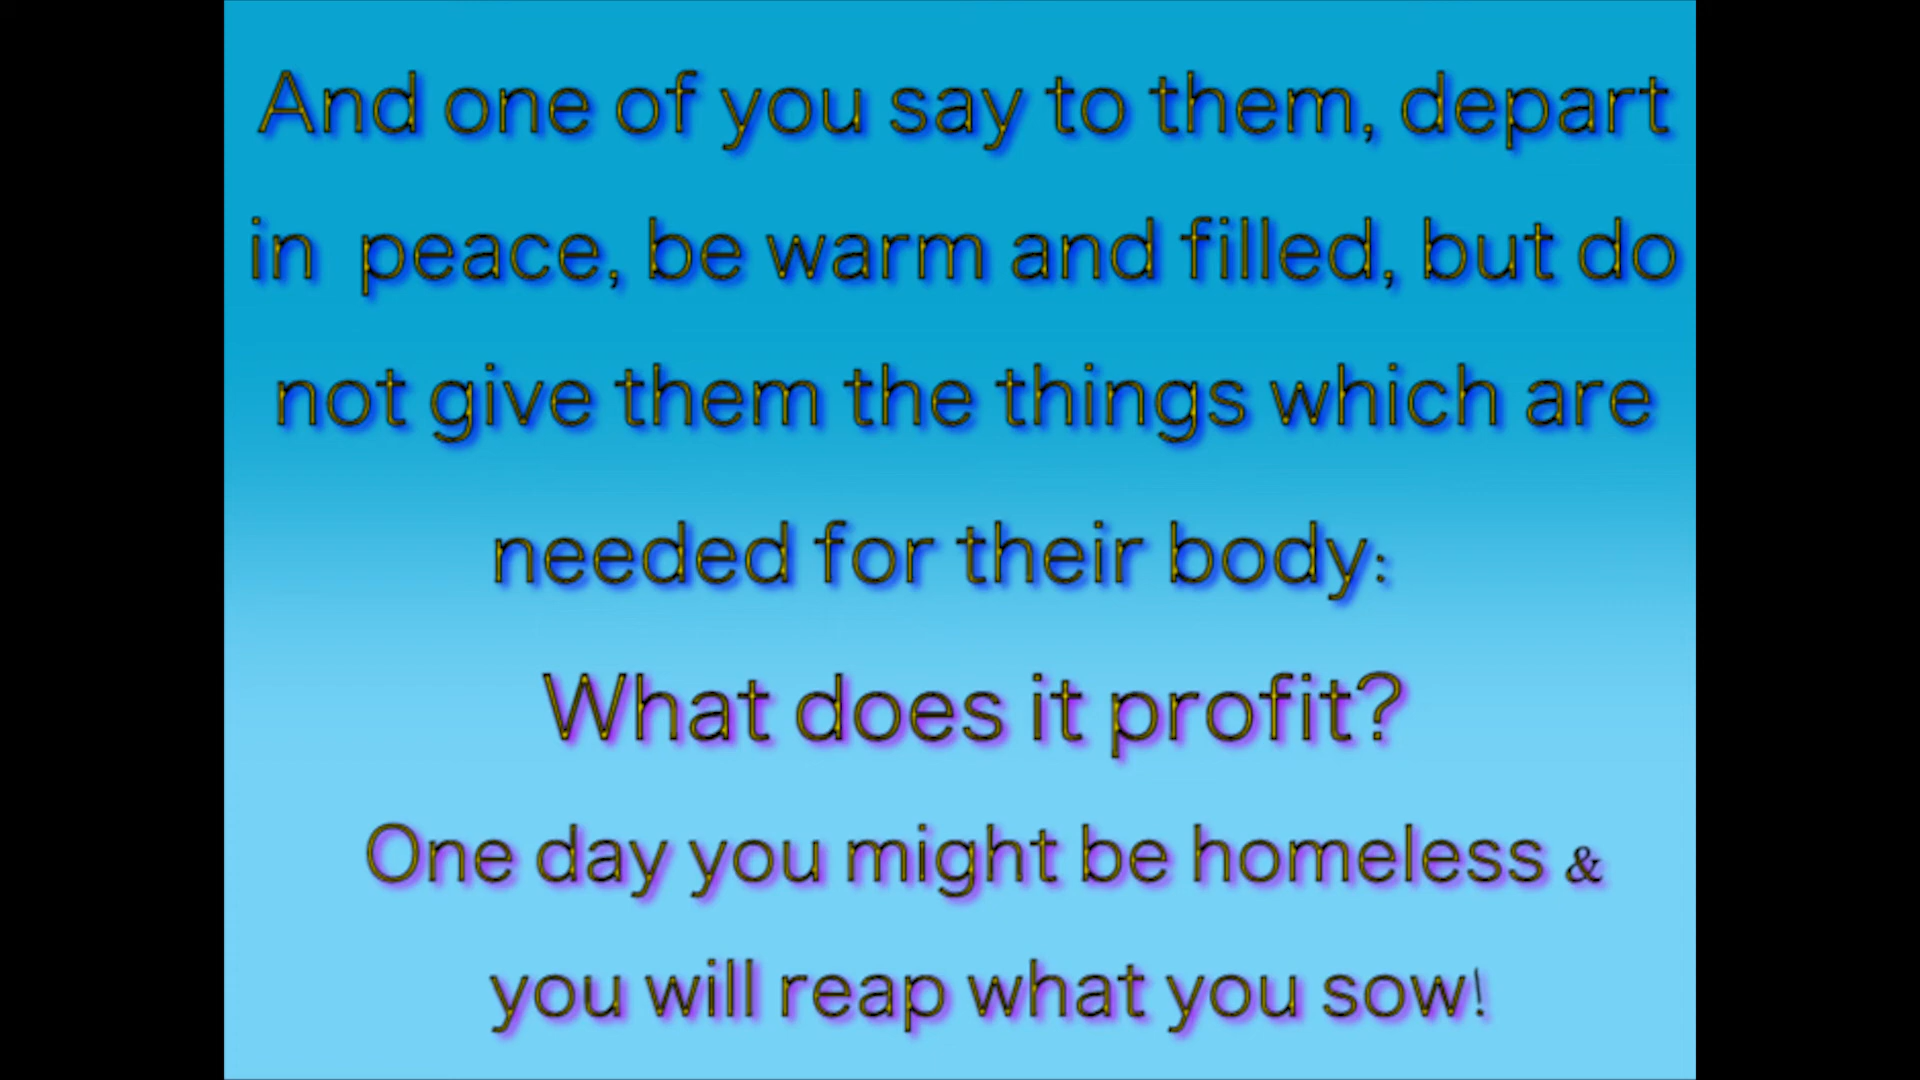 And one of you say to them, depart
in peace, be warm and filled, but do
not give them the things which are
needed for their body:
What does it profit?
One day you might be homeless &
you will reap what you sow!